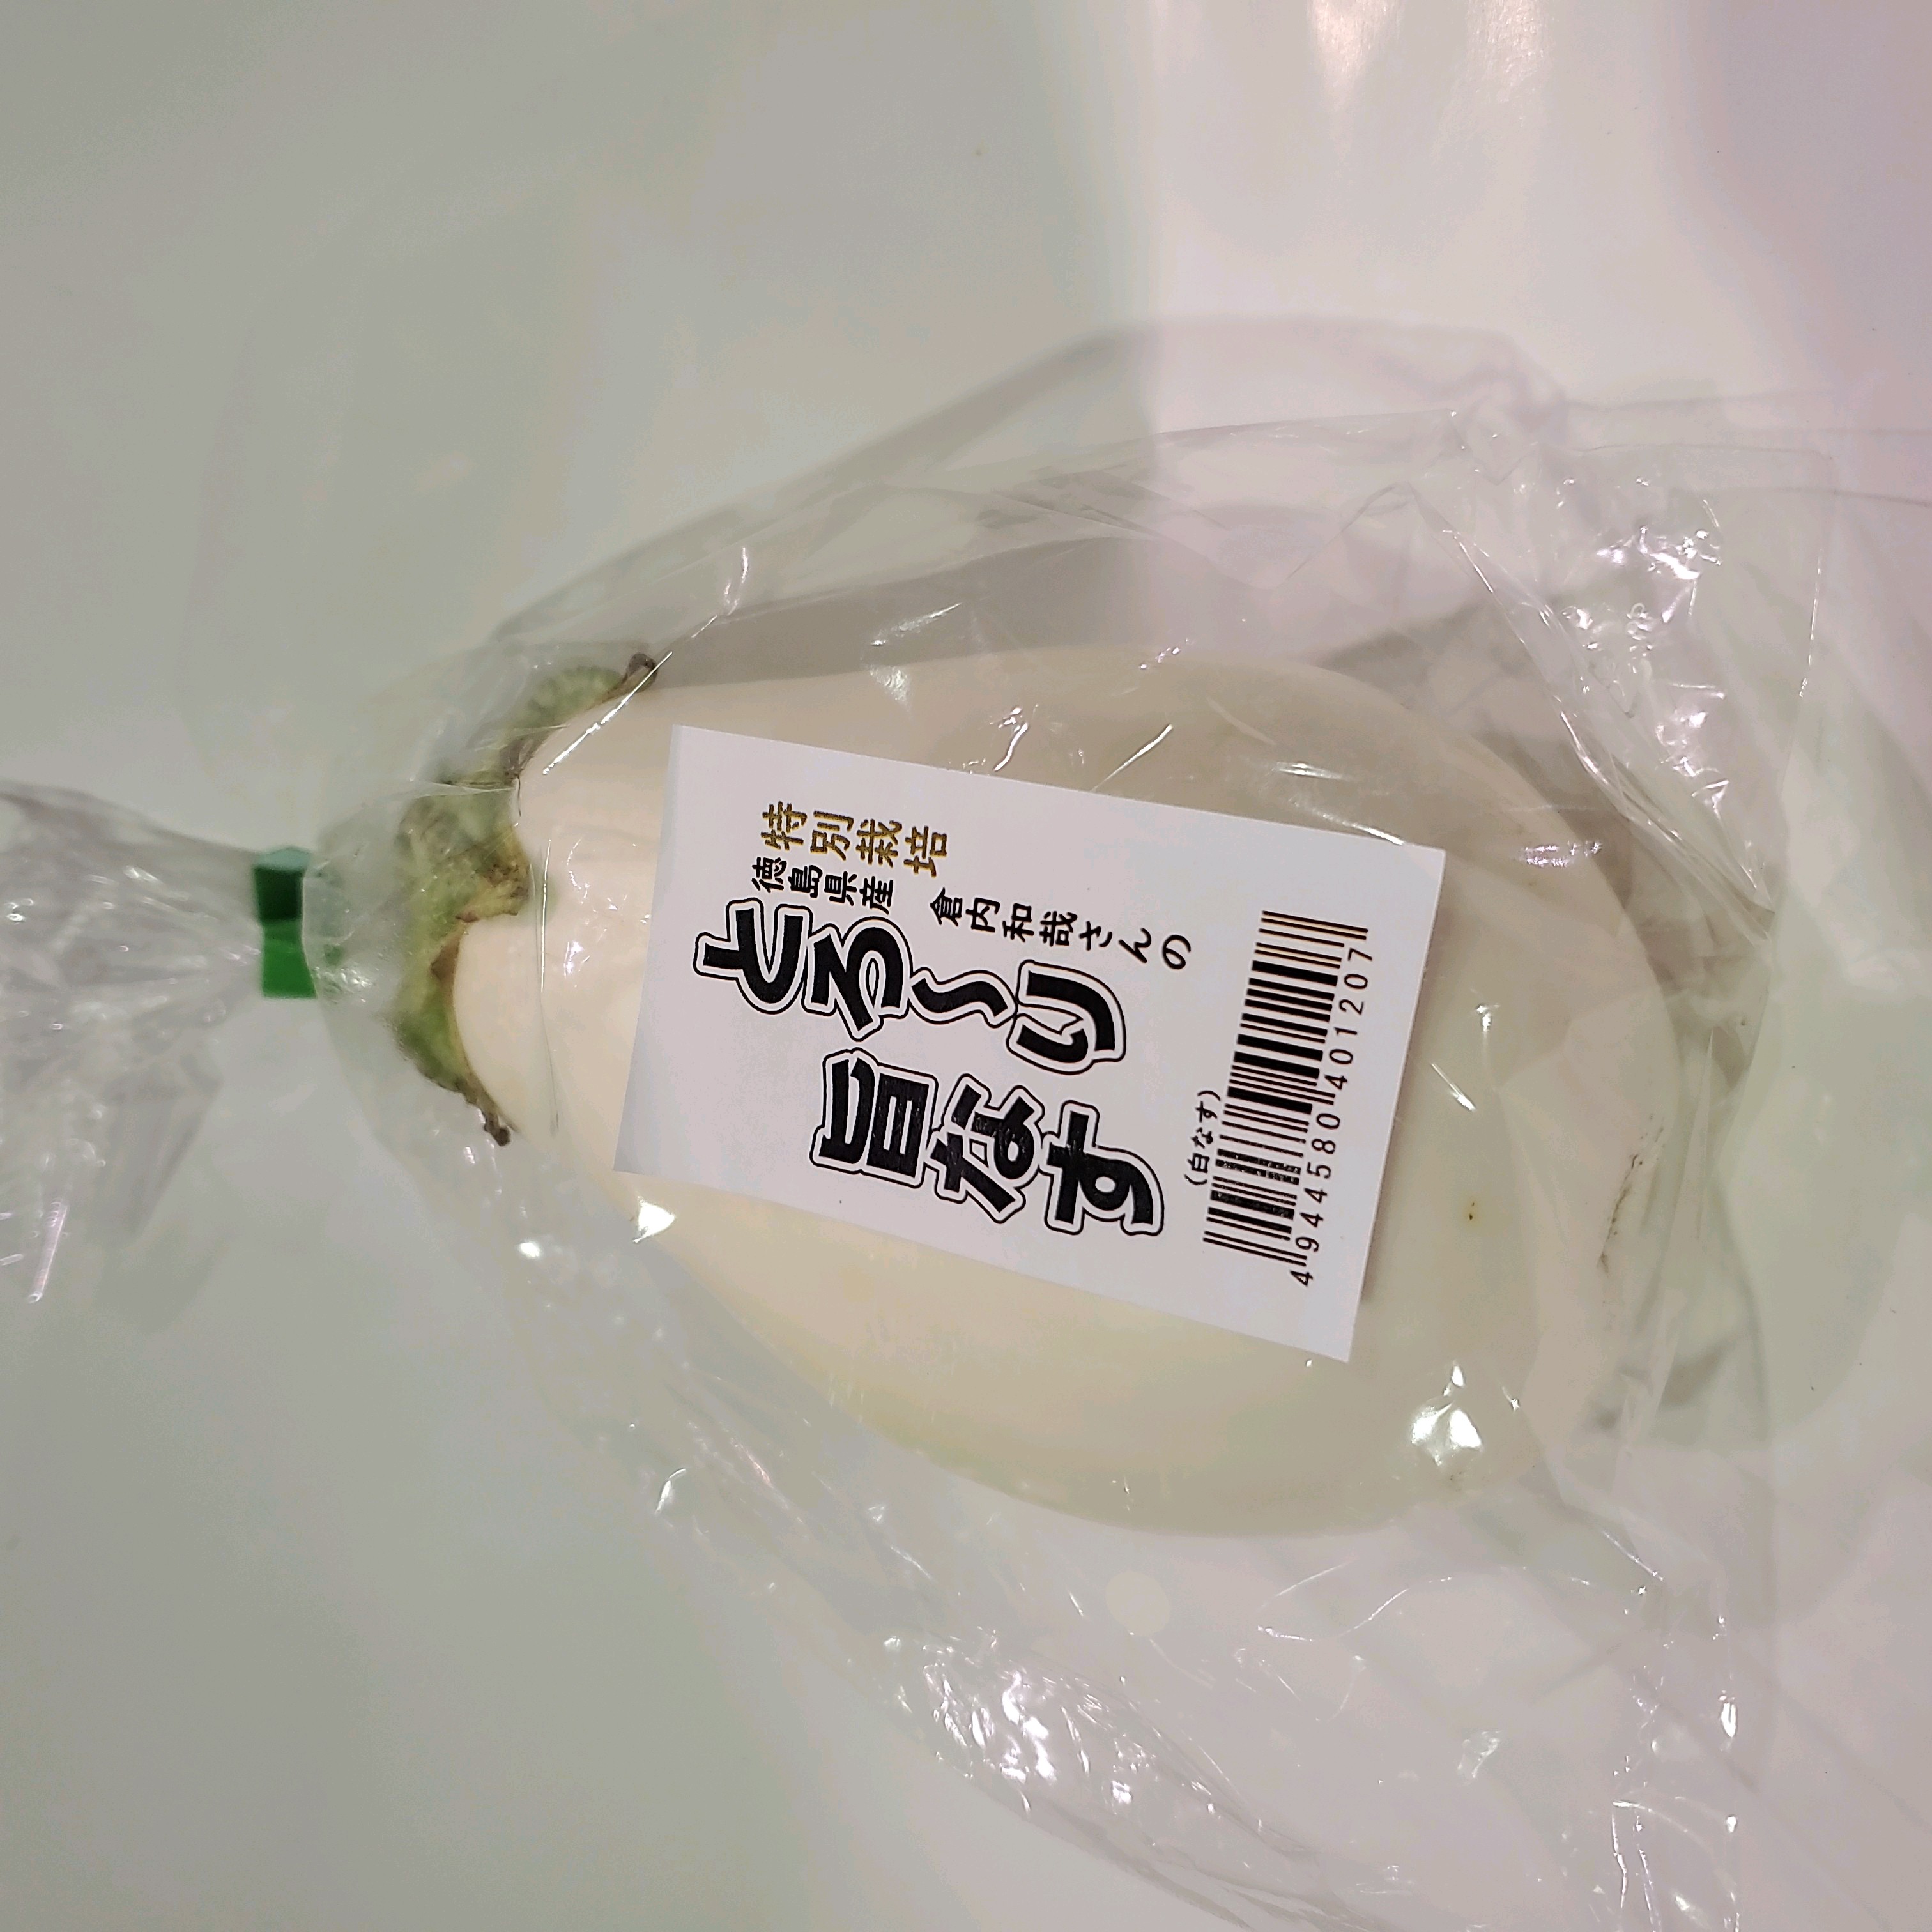 特別栽培
徳島県産
倉内和哉さんの
とろ〜り
旨なす
(白なす)
4944580401207